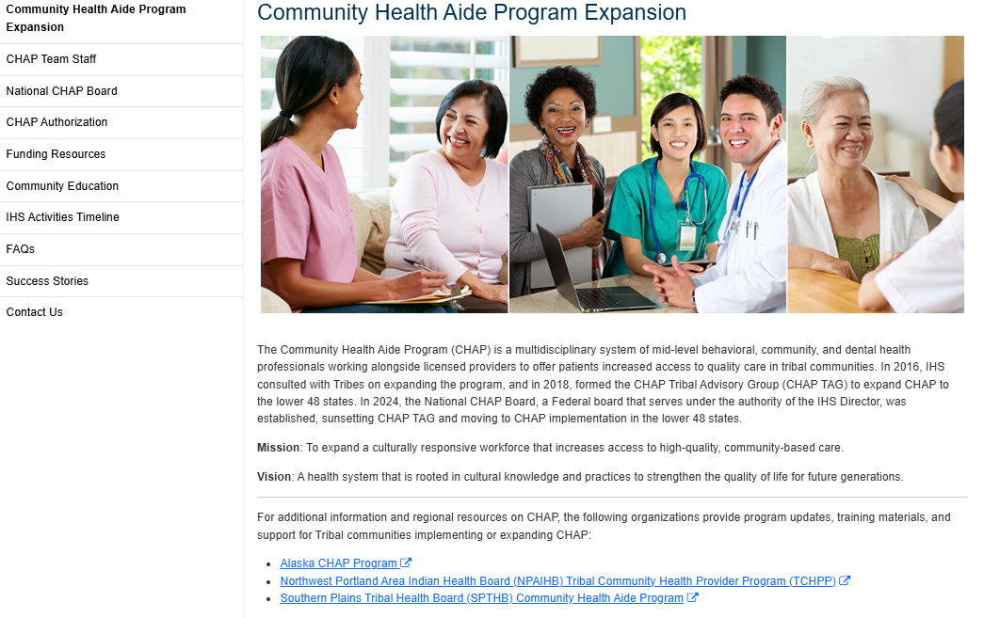 Community Health Aide Program
Expansion
CHAP Team Staff
National CHAP Board
CHAP Authorization
Funding Resources
Community Education
IHS Activities Timeline
FAQs
Success Stories
Contact Us
Community Health Aide Program Expansion
The Community Health Aide Program (CHAP) is a multidisciplinary system of mid-level behavioral, community, and dental health
professionals working alongside licensed providers to offer patients increased access to quality care in tribal communities. In 2016, IHS
consulted with Tribes on expanding the program, and in 2018, formed the CHAP Tribal Advisory Group (CHAP TAG) to expand CHAP to
the lower 48 states. In 2024, the National CHAP Board, a Federal board that serves under the authority of the IHS Director, was
established, sunsetting CHAP TAG and moving to CHAP implementation in the lower 48 states.
Mission: To expand a culturally responsive workforce that increases access to high-quality, community-based care.
Vision: A health system that is rooted in cultural knowledge and practices to strengthen the quality of life for future generations.
For additional information and regional resources on CHAP, the following organizations provide program updates, training materials, and
support for Tribal communities implementing or expanding CHAP:
Alaska CHAP Program
Northwest Portland Area Indian Health Board (NPAIHB) Tribal Community Health Provider Program (TCHPP)
Southern Plains Tribal Health Board (SPTHB) Community Health Aide Program